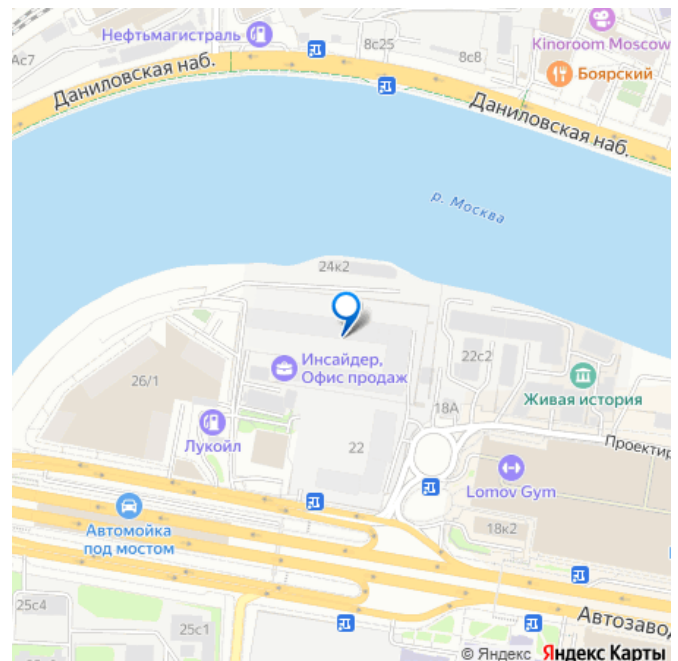 Нефтьмагистраль
8с25
8с8
Kinoroom Moscow
Боярский
Ас7
Даниловская наб.
Даниловская наб.
р. Москва
24к2
26/1
Инсайдер,
Офис продаж
22с2
Живая история
18А
Лукойл
22
Проектир
Lomov Gym
18к2
Автомойка
под мостом
25с4
25с1
Автозавод
© Яндекс Яндекс Карты